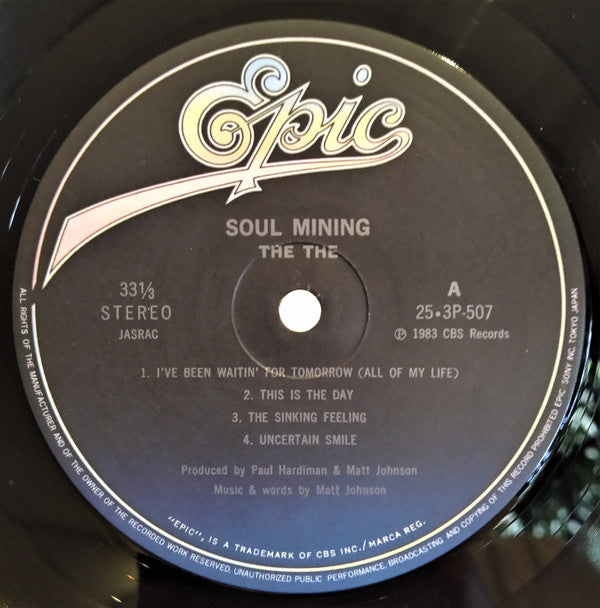 Epic
SOUL MINING
THE THE
33 1/3
STEREO
JASRAC
A
25•3P-507
Ⓟ 1983 CBS Records
1. I'VE BEEN WAITIN' FOR TOMORROW (ALL OF MY LIFE)
2. THIS IS THE DAY
3. THE SINKING FEELING
4. UNCERTAIN SMILE
Produced by Paul Hardiman & Matt Johnson
Music & words by Matt Johnson
"EPIC", IS A TRADEMARK OF CBS INC./MARCA REG.
ALL RIGHTS OF THE MANUFACTURER AND OF THE OWNER OF THE RECORDED WORK RESERVED. UNAUTHORIZED PUBLIC PERFORMANCE, BROADCASTING AND COPYING OF THIS RECORD PROHIBITED EPIC/SONY INC. TOKYO JAPAN